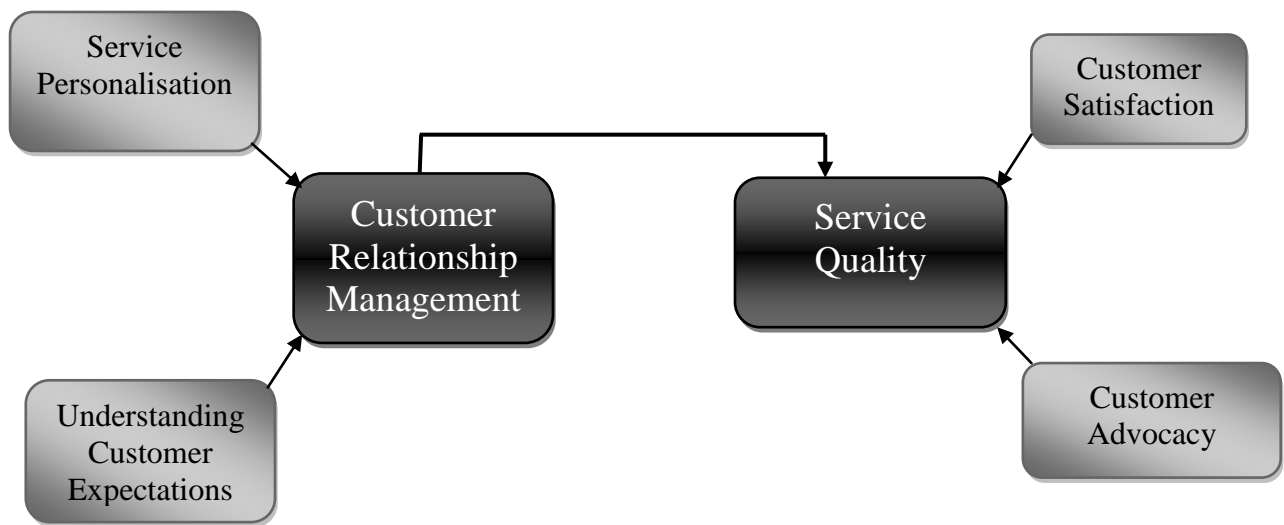 Service
Personalisation
Customer
Satisfaction
Customer
Relationship
Management
Service
Quality
Understanding
Customer
Expectations
Customer
Advocacy